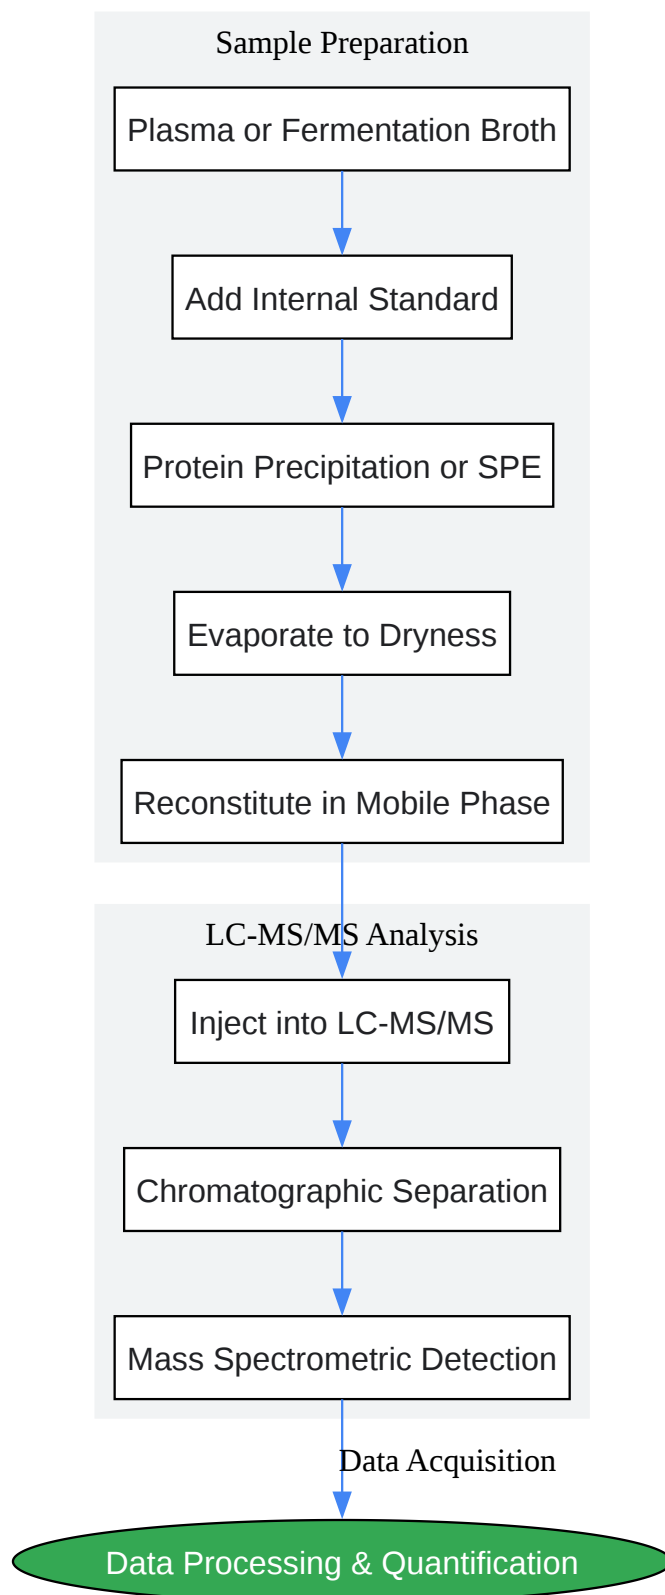 Sample Preparation
Plasma or Fermentation Broth
Add Internal Standard
Protein Precipitation or SPE
Evaporate to Dryness
Reconstitute in Mobile Phase
LC-MS/MS Analysis
Inject into LC-MS/MS
Chromatographic Separation
Mass Spectrometric Detection
Data Acquisition
Data Processing & Quantification